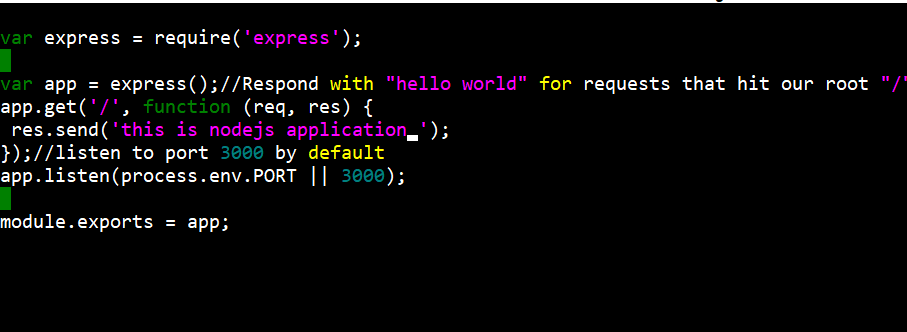 var express = require('express');
var app = express();//Respond with "hello world" for requests that hit our root "/"
app.get('/', function (req, res) {
 res.send('this is nodejs application ');
});//listen to port 3000 by default
app.listen(process.env.PORT || 3000);
module.exports = app;